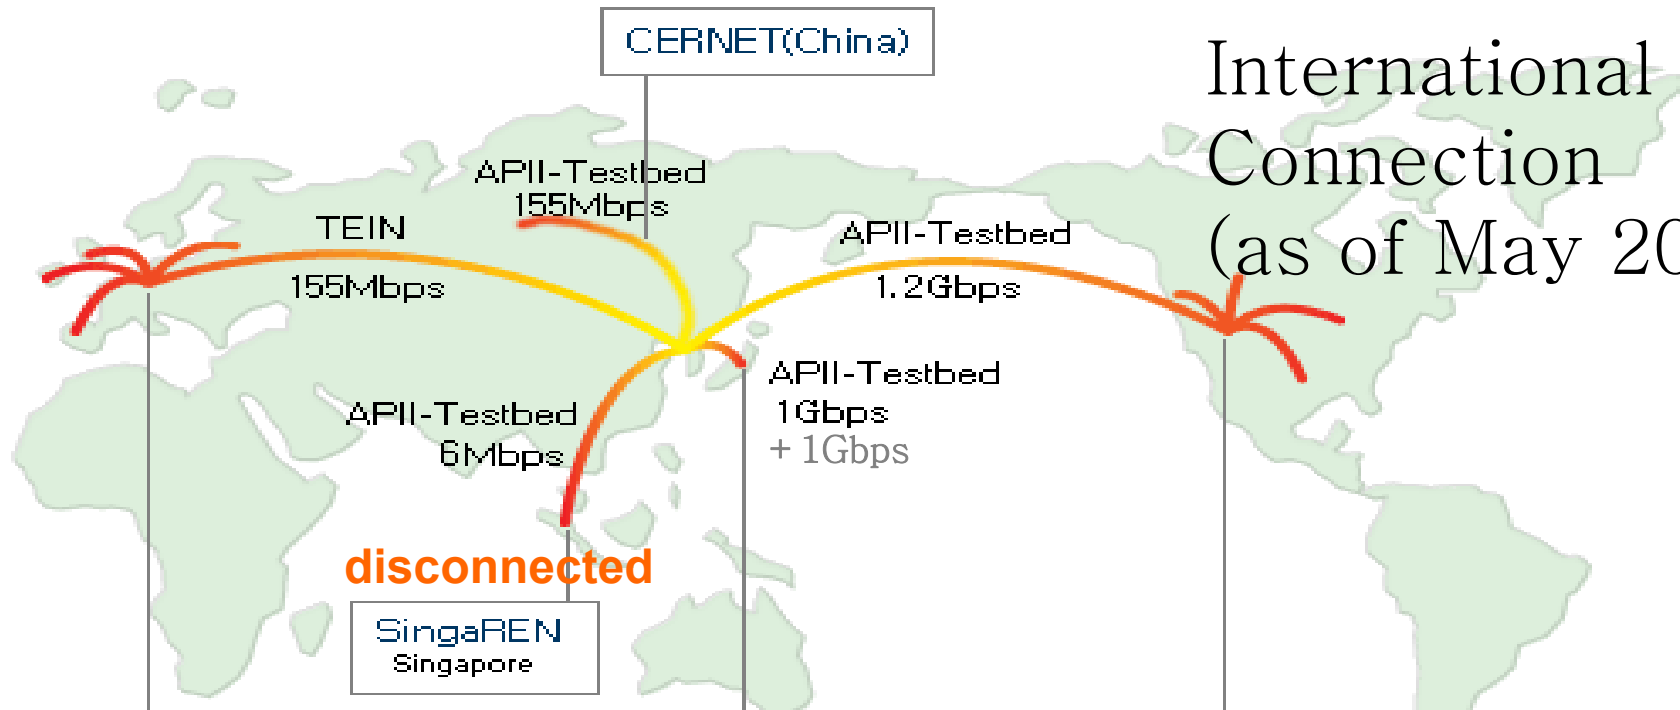 CERNET(China)
International
Connection
(as of May 20
APII-Testbed
155Mbps
TEIN
155Mbps
APII-Testbed
1.2Gbps
APII-Testbed
1Gbps
+ 1Gbps
APII-Testbed
6Mbps
disconnected
SingaREN
Singapore